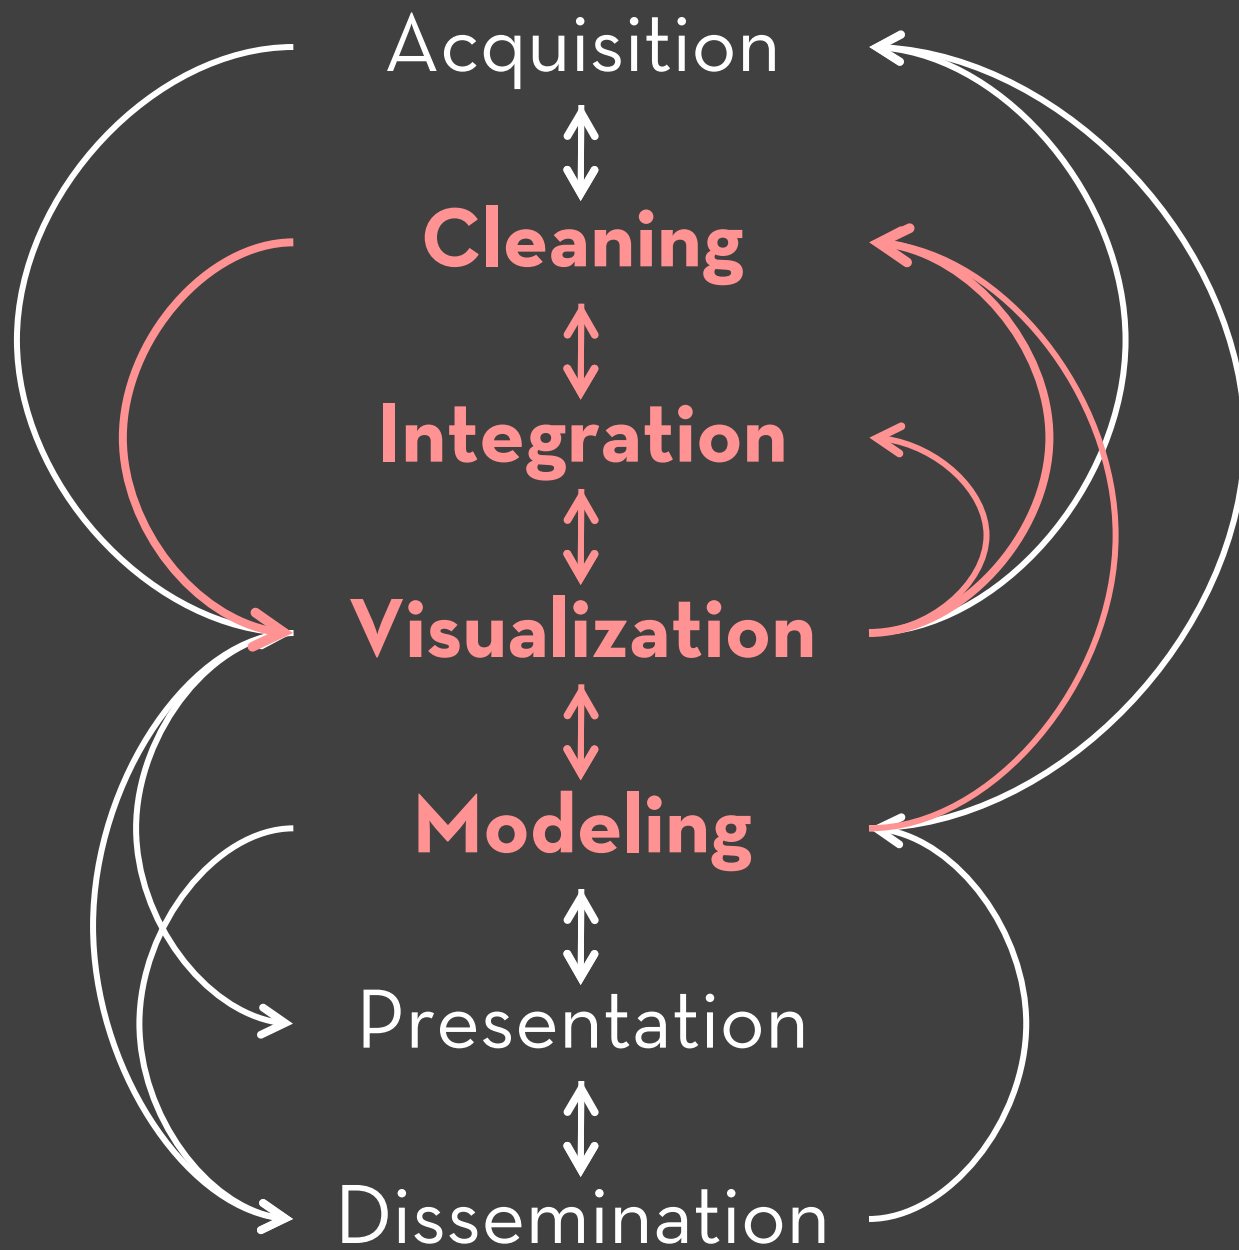 Acquisition
Cleaning
Integration
Visualization
Modeling
Presentation
Dissemination